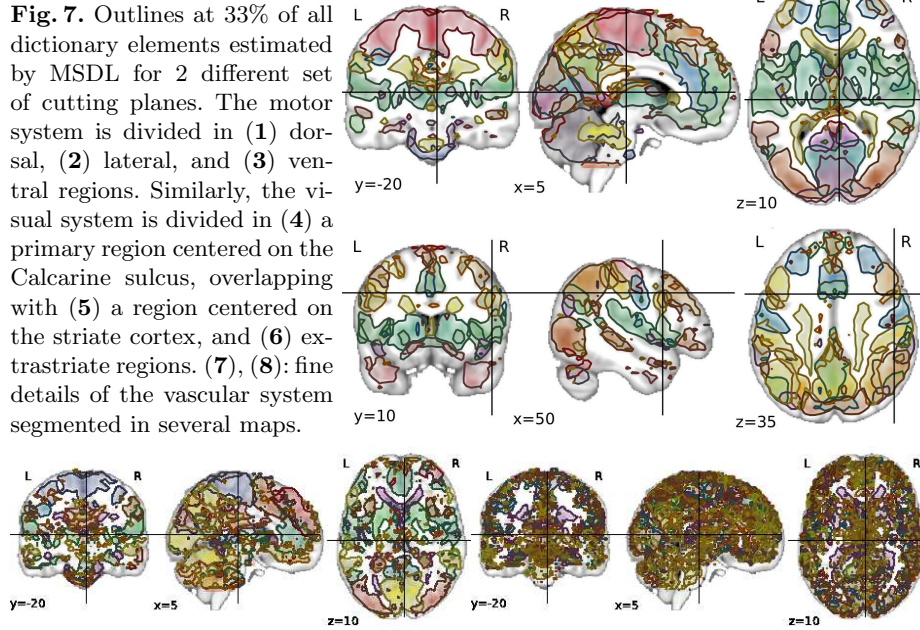 Fig. 7. Outlines at 33% of all
dictionary elements estimated
by MSDL for 2 different set
of cutting planes. The motor
system is divided in (1) dor-
sal, (2) lateral, and (3) ven-
tral regions. Similarly, the vi-
sual system is divided in (4) a
primary region centered on the
Calcarine sulcus, overlapping
with (5) a region centered on
the striate cortex, and (6) ex-
trastriate regions. (7), (8): fine
details of the vascular system
segmented in several maps.
L R
y=-20
x=5
L R
z=10
L R
y=10
x=50
L R
z=35
L R
y=-20
x=5
L R
z=10
L R
y=-20
x=5
L R
z=10